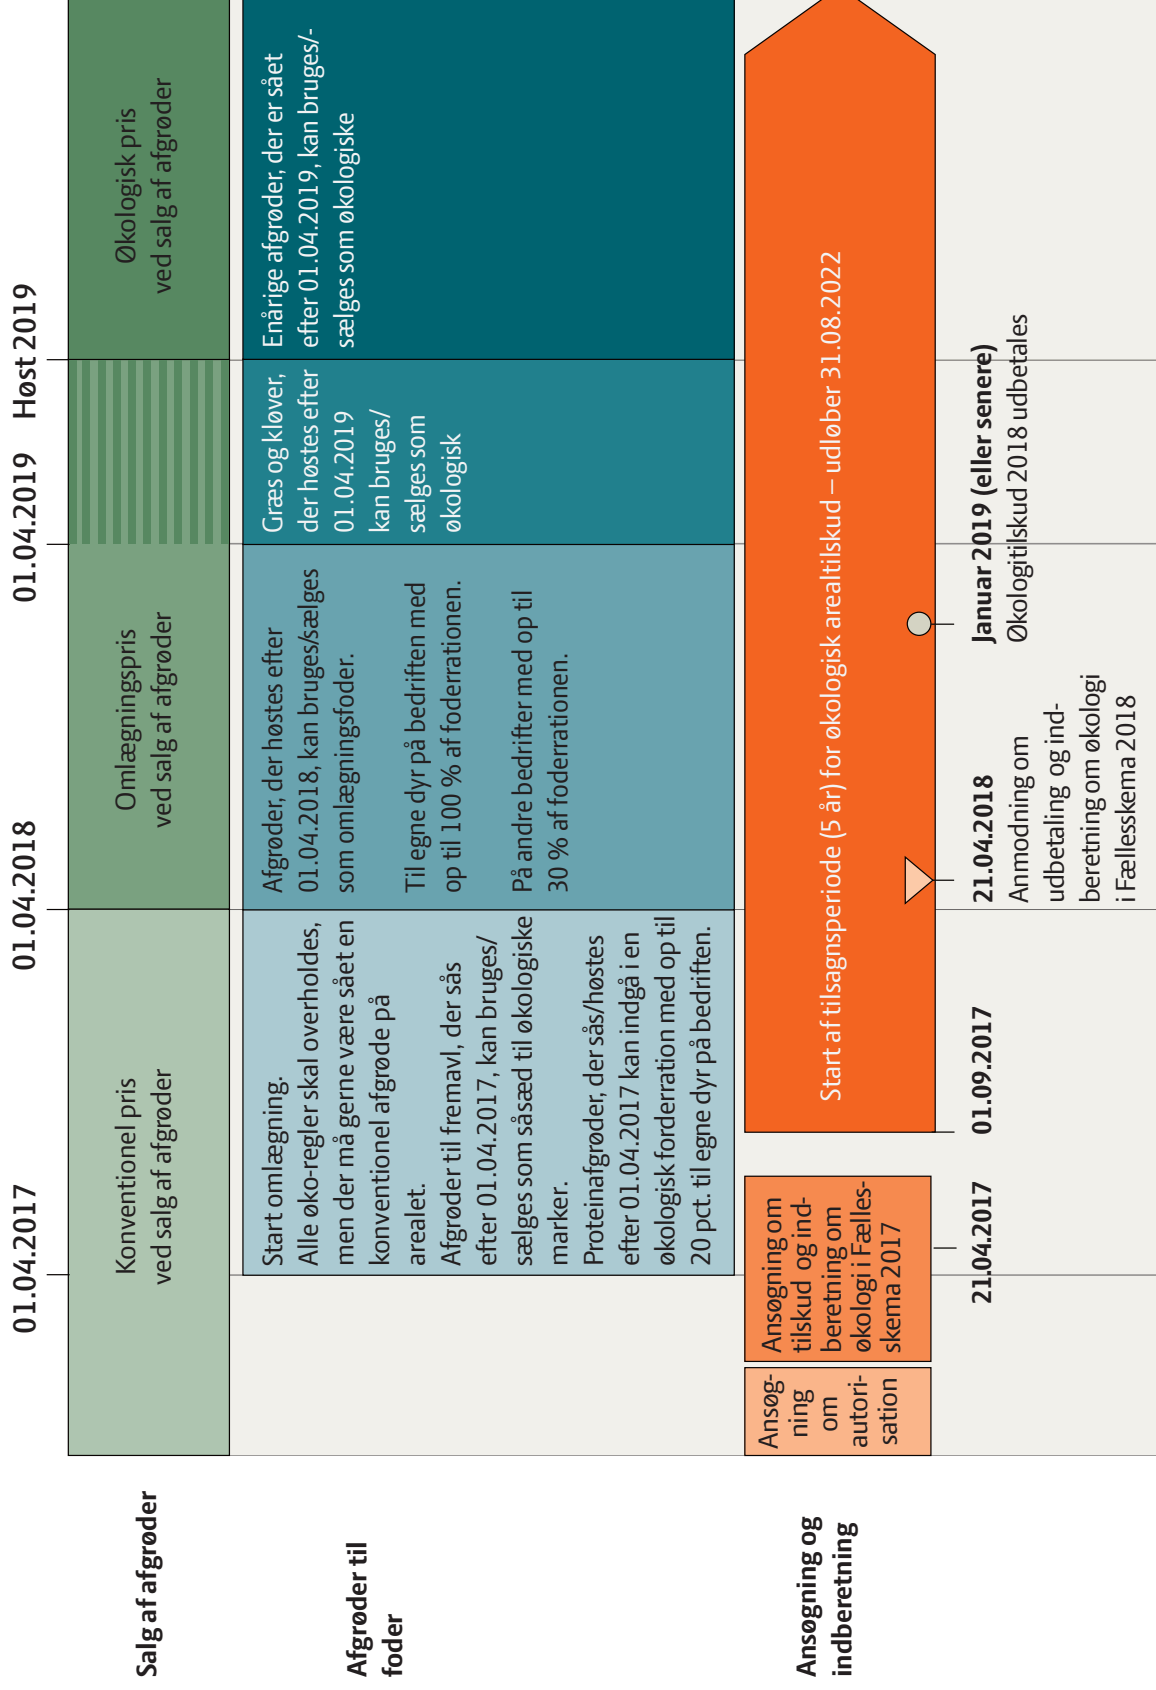 01.04.2017
01.04.2018
01.04.2019
Høst 2019
Salg af afgrøder
Konventionel pris
ved salg af afgrøder
Omlægningspris
ved salg af afgrøder
Økologisk pris
ved salg af afgrøder
Afgrøder til
foder
Start omlægning.
Alle øko-regler skal overholdes,
men der må gerne være sået en
konventionel afgrøde på
arealet.
Afgrøder til fremavl, der sås
efter 01.04.2017, kan bruges/
sælges som såsæd til økologiske
marker.
Proteinafgrøder, der sås/høstes
efter 01.04.2017 kan indgå i en
økologisk forderration med op til
20 pct. til egne dyr på bedriften.
Afgrøder, der høstes efter
01.04.2018, kan bruges/sælges
som omlægningsfoder.
Til egne dyr på bedriften med
op til 100 % af foderrationen.
På andre bedrifter med op til
30 % af foderrationen.
Græs og kløver,
der høstes efter
01.04.2019
kan bruges/
sælges som
økologisk
Enårige afgrøder, der er sået
efter 01.04.2019, kan bruges/-
sælges som økologiske
Ansøgning og
indberetning
Ansøg-
ning
om
autori-
sation
Ansøgning om
tilskud og ind-
beretning om
økologi i Fælles-
skema 2017
Start af tilsagnsperiode (5 år) for økologisk arealtilskud – udløber 31.08.2022
21.04.2017
01.09.2017
21.04.2018
Anmodning om
udbetaling og ind-
beretning om økologi
i Fællesskema 2018
Januar 2019 (eller senere)
Økologitilskud 2018 udbetales